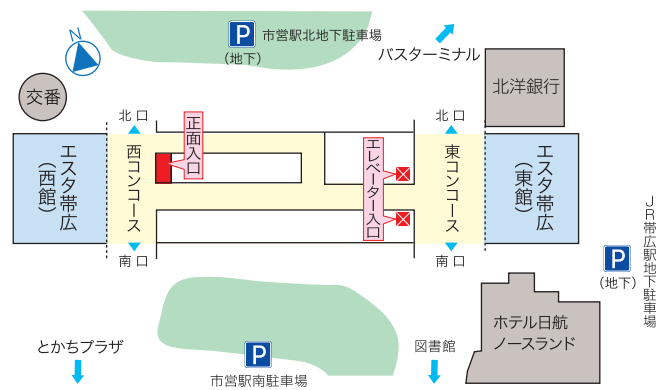 N
P
(地下)
市営駅北地下駐車場
バスターミナル
交番
北洋銀行
北口
北口
正面入口
エスタ帯広
(西館)
西コンコース
エレベーター入口
東コンコース
エスタ帯広
(東館)
南口
南口
P
(地下)
JR帯広駅地下駐車場
ホテル日航
ノースランド
とかちプラザ
P
市営駅南駐車場
図書館